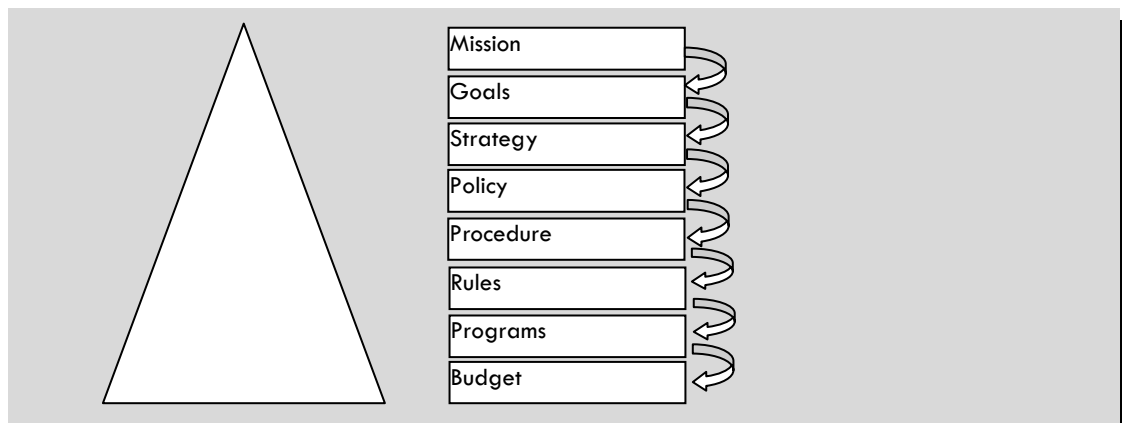 Mission
Goals
Strategy
Policy
Procedure
Rules
Programs
Budget